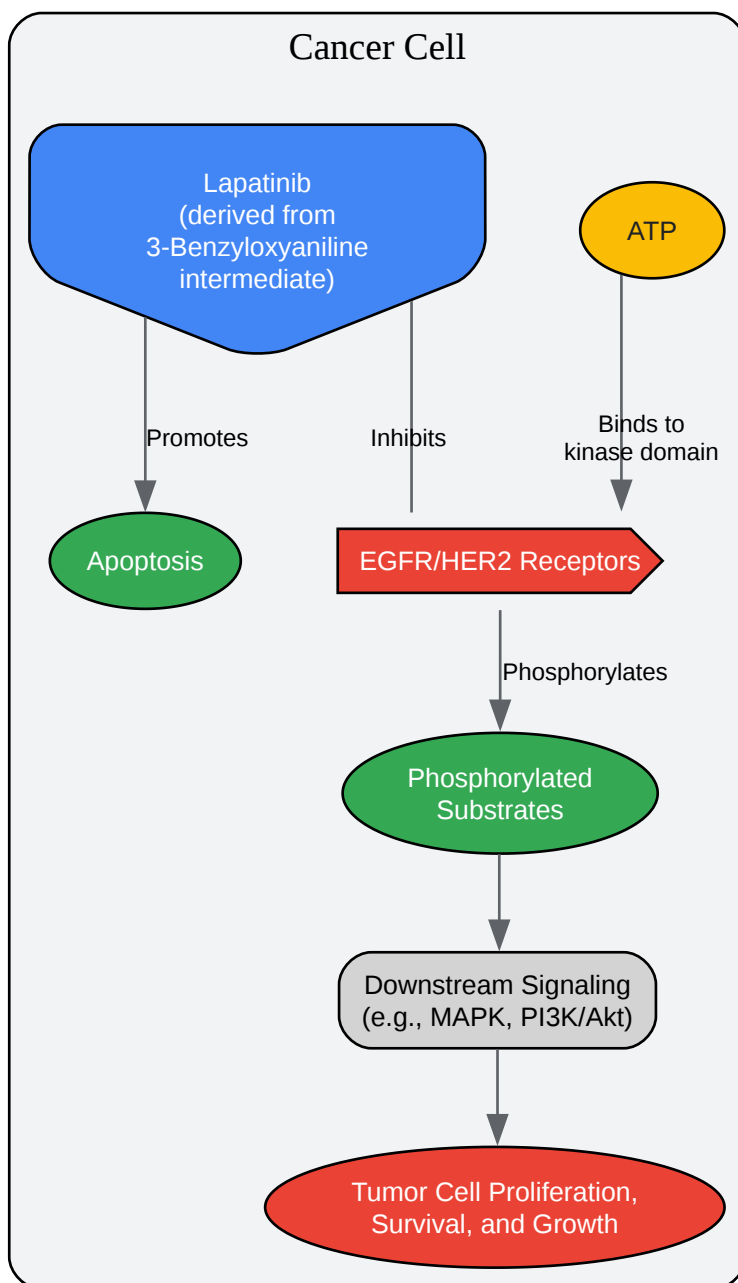 Cancer Cell
Lapatinib
(derived from
3-Benzyloxyaniline
intermediate)
ATP
Promotes
Inhibits
Binds to
kinase domain
Apoptosis
EGFR/HER2 Receptors
Phosphorylates
Phosphorylated
Substrates
Downstream Signaling
(e.g., MAPK, PI3K/Akt)
Tumor Cell Proliferation,
Survival, and Growth